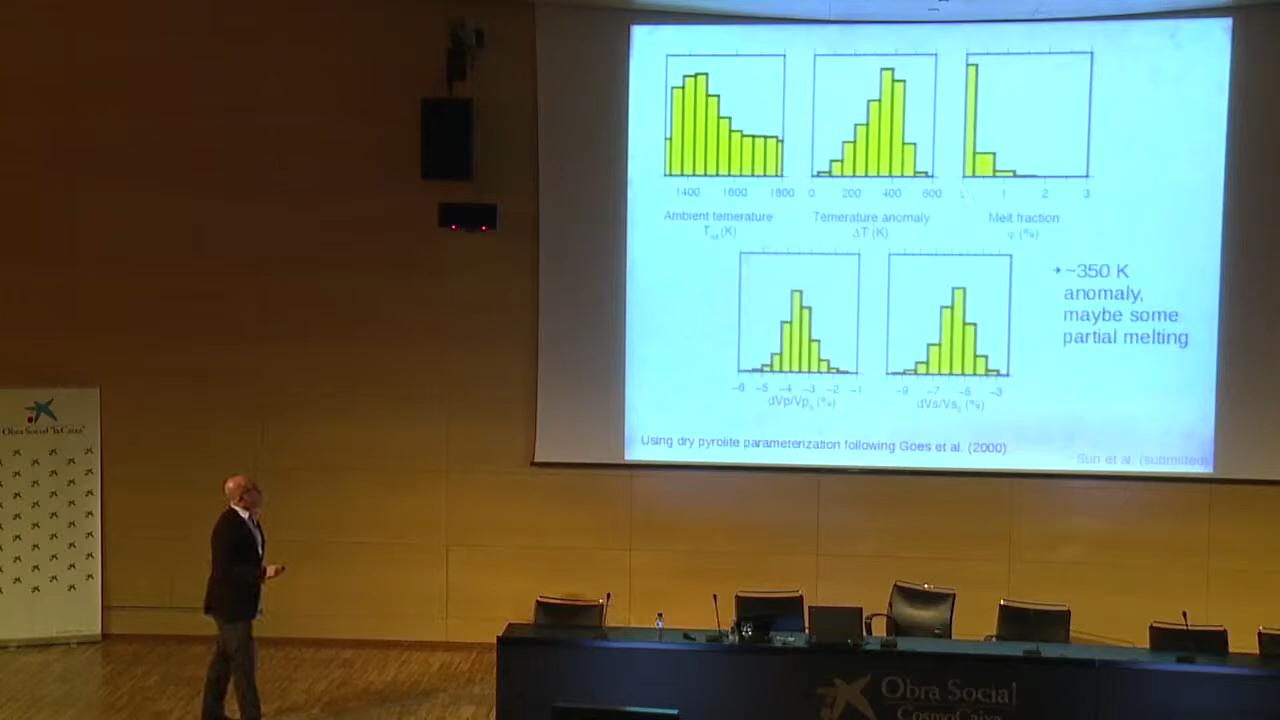 1400 1600 1800
Ambient temerature
(K)
0 200 400 600
Temerature anomaly
ΔT (K)
1 2 3
Melt fraction
φ (%)
−6 −5 −4 −3 −2 −1
dVp/Vp₀ (%)
−9 −7 −5 −3
dVs/Vs₀ (%)
~350 K
anomaly,
maybe some
partial melting
Using dry pyrolite parameterization following Goes et al. (2000)
Sun et al. (submitted)
Obra Social "la Caixa"
Obra Social
CosmoCaixa